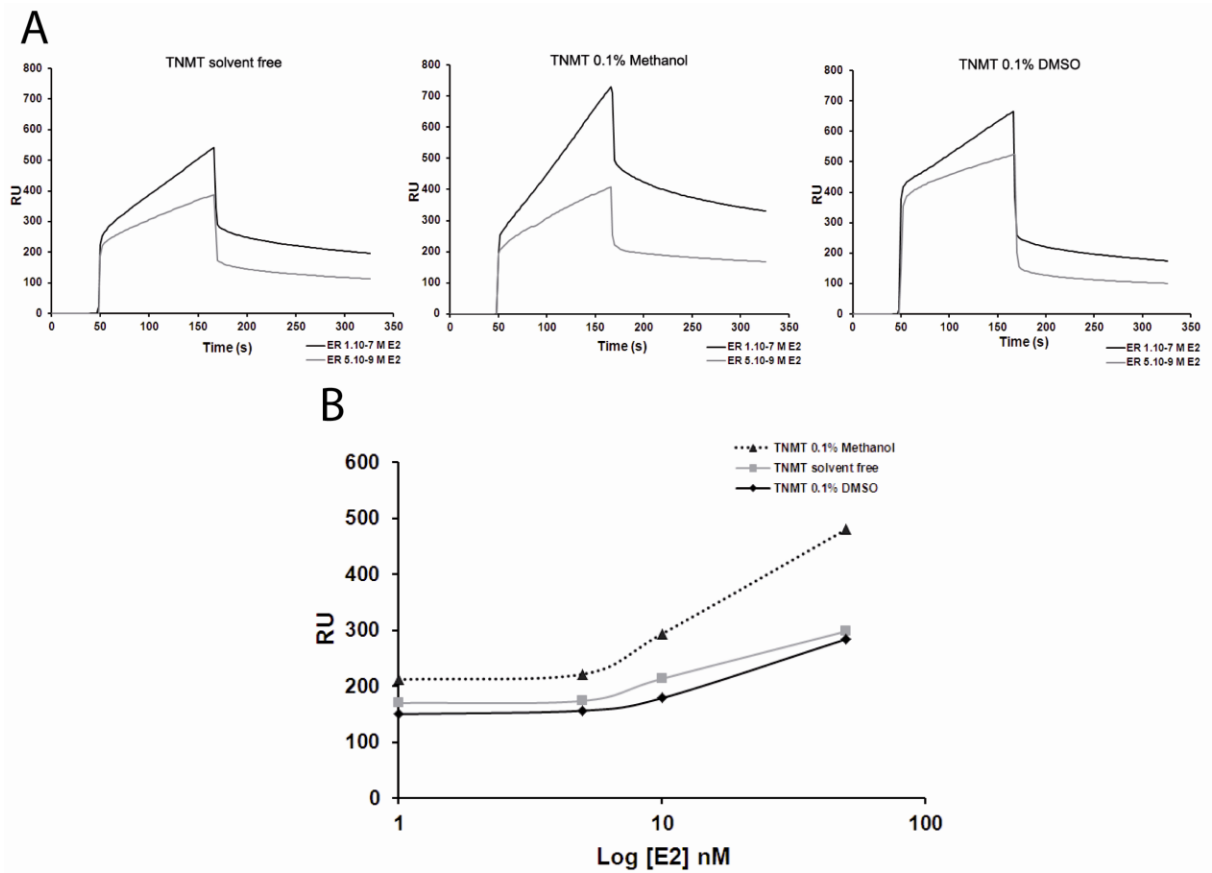 A
TNMT solvent free
800
700
600
500
400
300
200
100
0
RU
0 50 100 150 200 250 300 350
Time (s)
ER 1.10-7 M E2
ER 5.10-9 M E2
TNMT 0.1% Methanol
800
700
600
500
400
300
200
100
0
RU
0 50 100 150 200 250 300 350
Time (s)
ER 1.10-7 M E2
ER 5.10-9 M E2
TNMT 0.1% DMSO
800
700
600
500
400
300
200
100
0
RU
0 50 100 150 200 250 300 350
Time (s)
ER 1.10-7 M E2
ER 5.10-9 M E2
B
TNMT 0.1% Methanol
TNMT solvent free
TNMT 0.1% DMSO
600
500
400
300
200
100
0
RU
1 10 100
Log [E2] nM